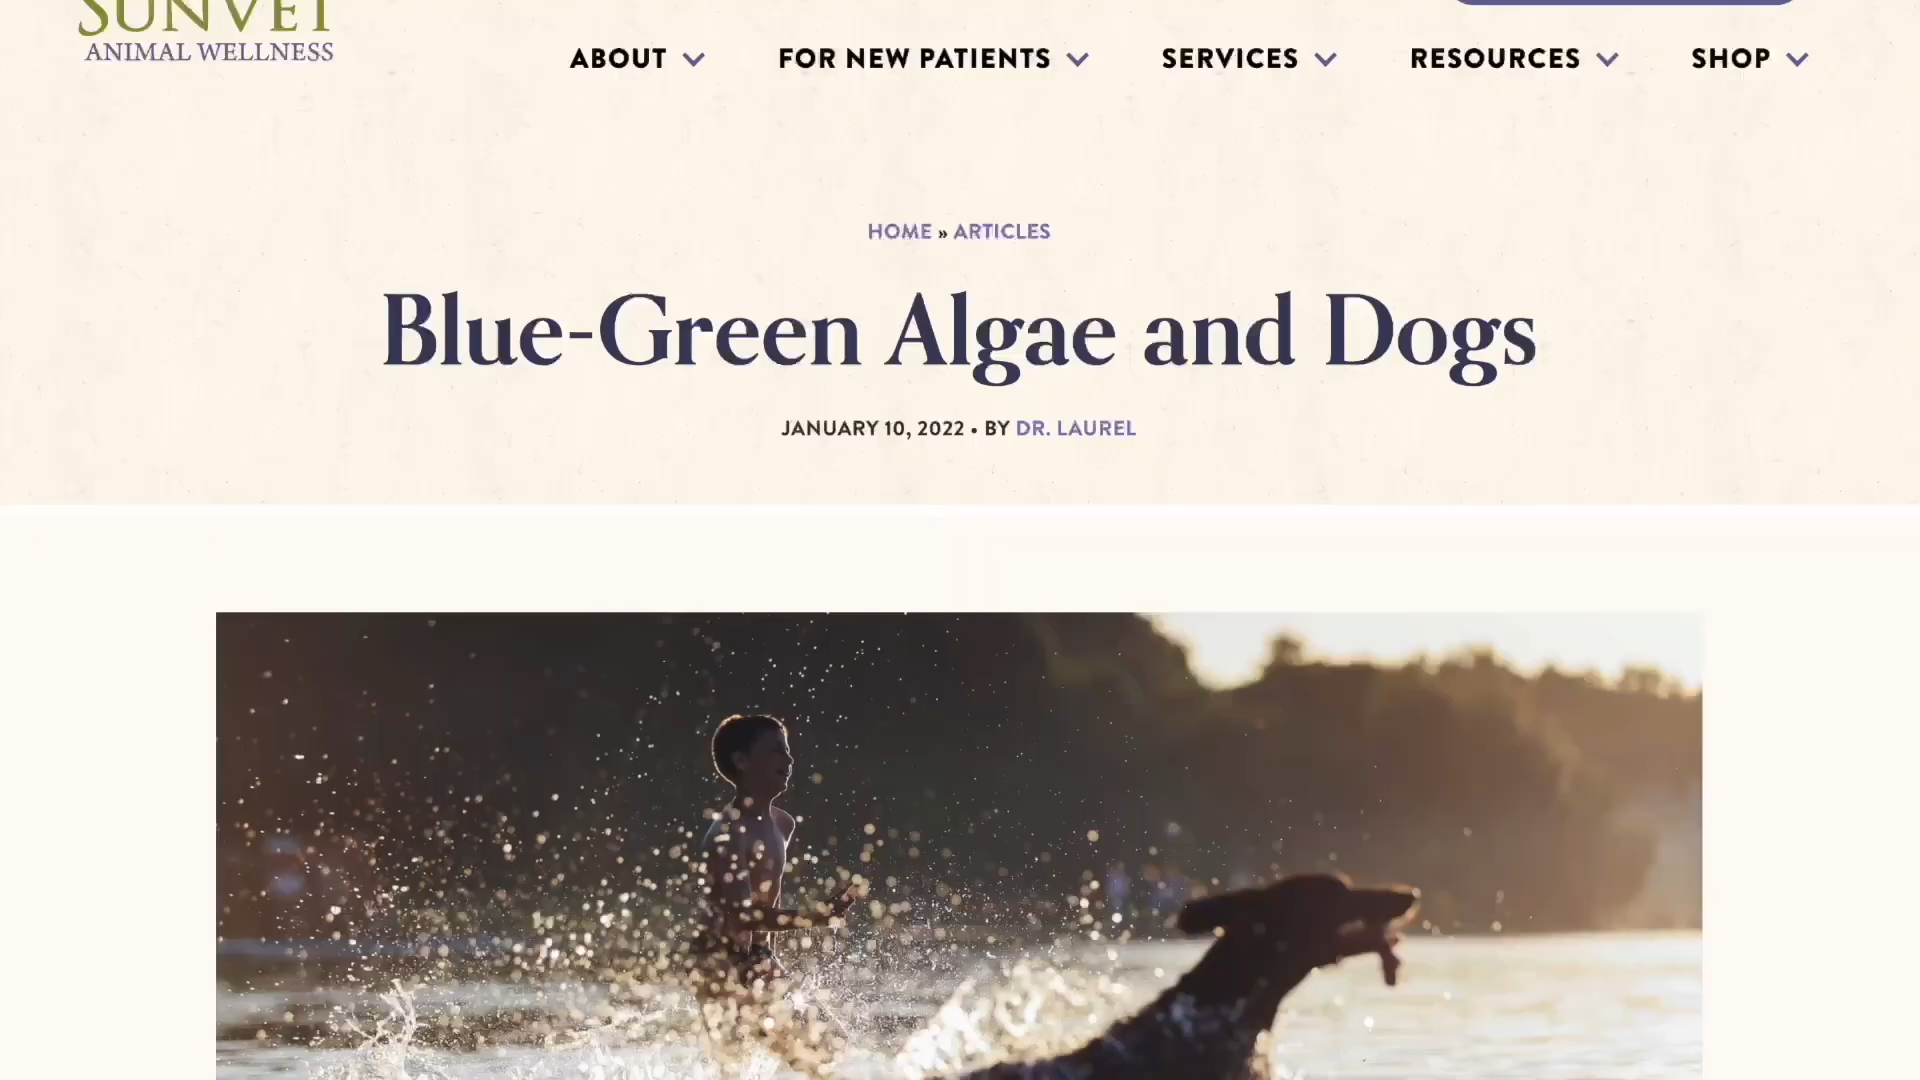 SUNVET
ANIMAL WELLNESS
ABOUT
FOR NEW PATIENTS
SERVICES
RESOURCES
SHOP
HOME » ARTICLES
Blue-Green Algae and Dogs
JANUARY 10, 2022 • BY DR. LAUREL